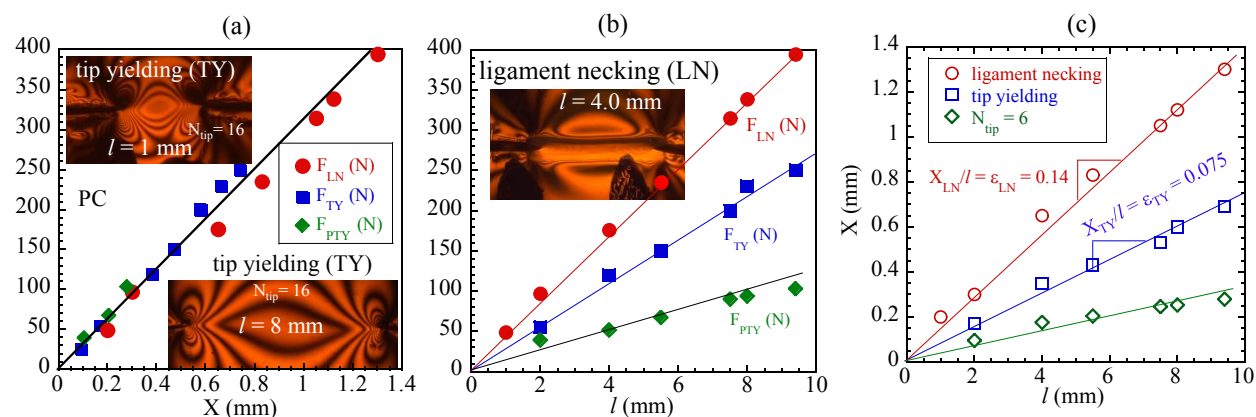 (a)
400
350
300
250
200
150
100
50
0
0
0.2
0.4
0.6
0.8
1
1.2
1.4
X (mm)
tip yielding (TY)
N_tip = 16
l = 1 mm
PC
F_LN (N)
F_TY (N)
F_PTY (N)
tip yielding (TY)
N_tip = 16
l = 8 mm
(b)
400
350
300
250
200
150
100
50
0
0
2
4
6
8
10
l (mm)
ligament necking (LN)
l = 4.0 mm
F_LN (N)
F_TY (N)
F_PTY (N)
(c)
1.4
1.2
1
0.8
0.6
0.4
0.2
0
0
2
4
6
8
10
X (mm)
l (mm)
ligament necking
tip yielding
N_tip = 6
X_LN/l = ε_LN = 0.14
X_TY/l = ε_TY = 0.075